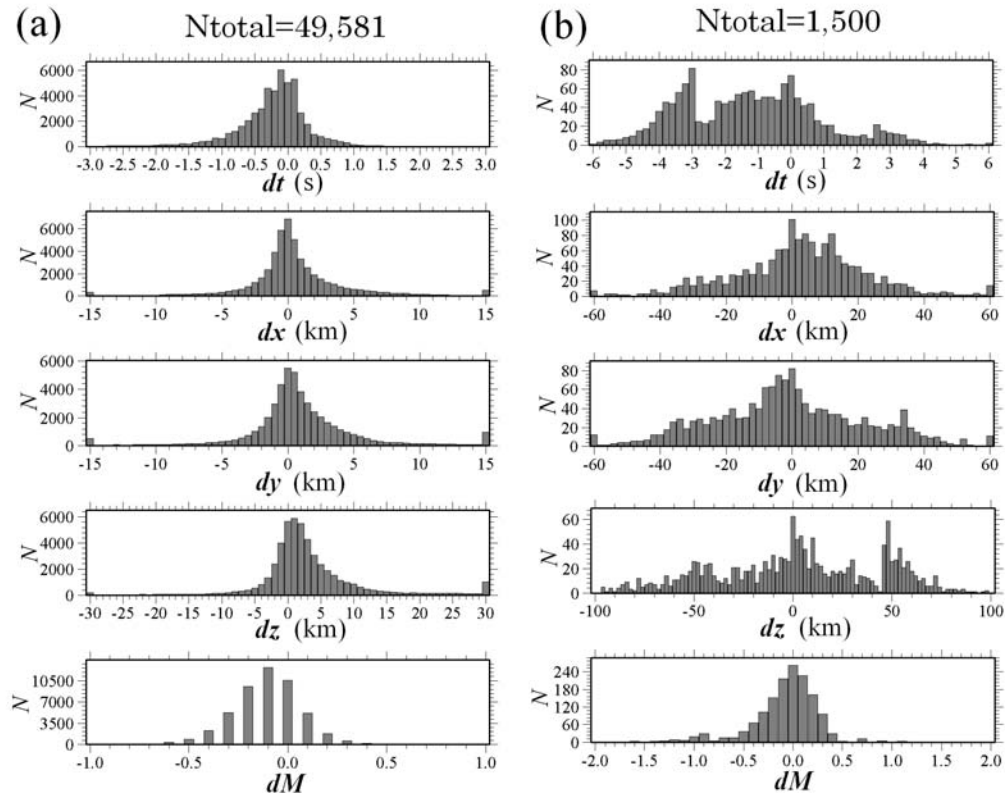 (a) Ntotal=49,581
N
6000
4000
2000
0
-3.0 -2.5 -2.0 -1.5 -1.0 -0.5 0.0 0.5 1.0 1.5 2.0 2.5 3.0
dt (s)
N
8000
6000
4000
2000
0
-15 -10 -5 0 5 10 15
dx (km)
N
6000
4000
2000
0
-15 -10 -5 0 5 10 15
dy (km)
N
6000
4000
2000
0
-30 -25 -20 -15 -10 -5 0 5 10 15 20 25 30
dz (km)
N
10500
7000
3500
0
-1.0 -0.5 0.0 0.5 1.0
dM
(b) Ntotal=1,500
N
80
60
40
20
0
-6 -5 -4 -3 -2 -1 0 1 2 3 4 5 6
dt (s)
N
100
80
60
40
20
0
-60 -40 -20 0 20 40 60
dx (km)
N
80
60
40
20
0
-60 -40 -20 0 20 40 60
dy (km)
N
60
40
20
0
-100 -50 0 50 100
dz (km)
N
240
180
120
60
0
-2.0 -1.5 -1.0 -0.5 0.0 0.5 1.0 1.5 2.0
dM